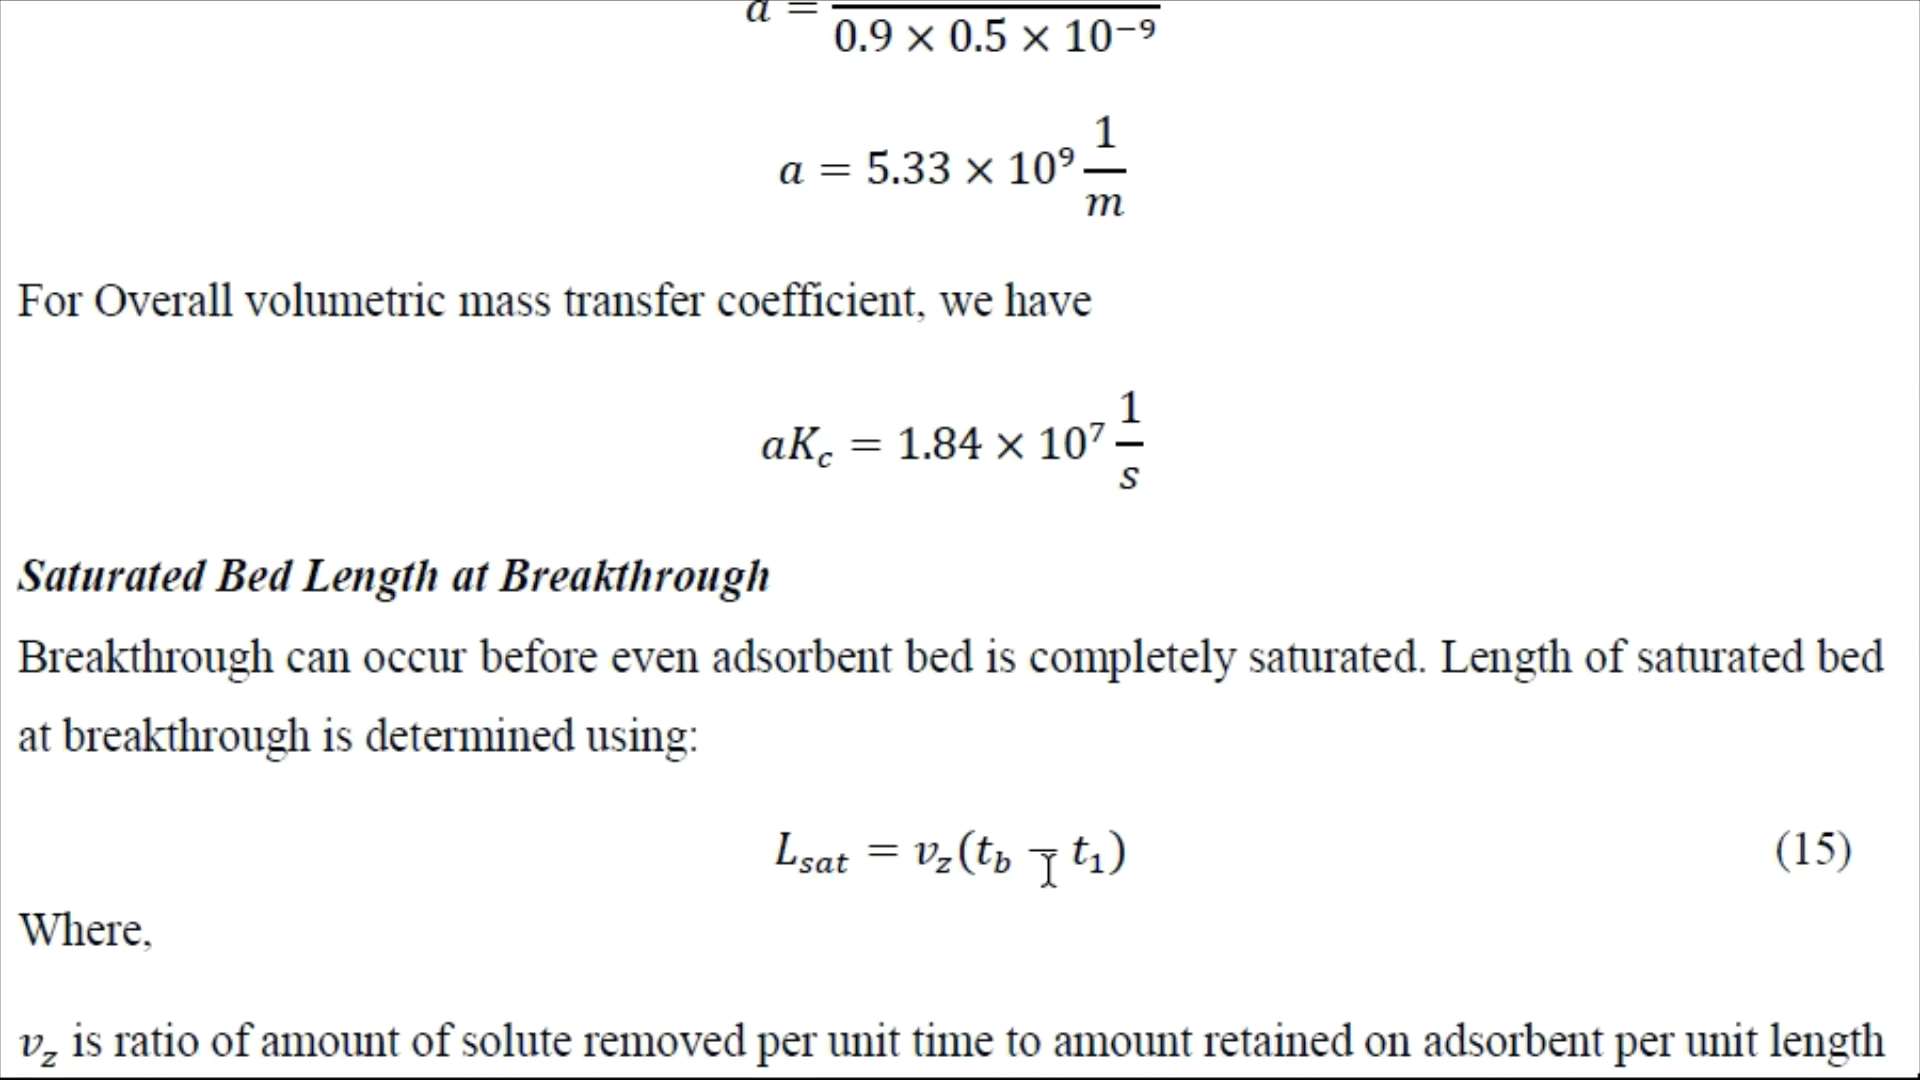 a =
0.9 × 0.5 × 10⁻⁹
a = 5.33 × 10⁹ 1/m
For Overall volumetric mass transfer coefficient, we have
aK_c = 1.84 × 10⁷ 1/s
Saturated Bed Length at Breakthrough
Breakthrough can occur before even adsorbent bed is completely saturated. Length of saturated bed
at breakthrough is determined using:
L_sat = v_z(t_b − t_1) (15)
Where,
v_z is ratio of amount of solute removed per unit time to amount retained on adsorbent per unit length